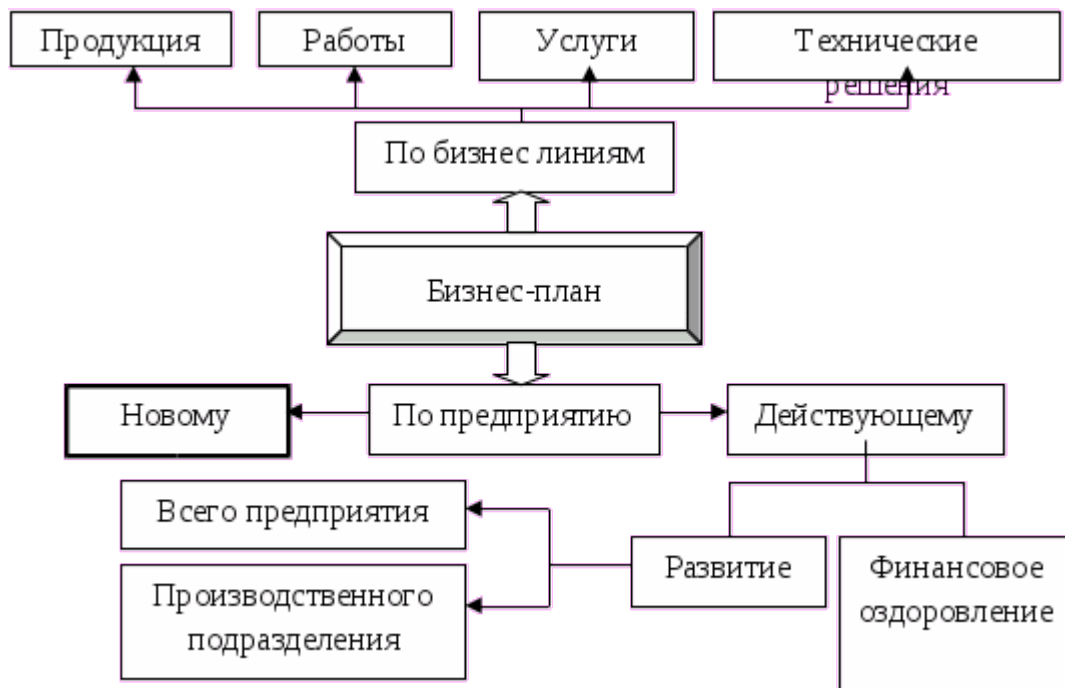 Продукция
Работы
Услуги
Технические
решения
По бизнес линиям
Бизнес-план
Новому
По предприятию
Действующему
Всего предприятия
Развитие
Финансовое
оздоровление
Производственного
подразделения